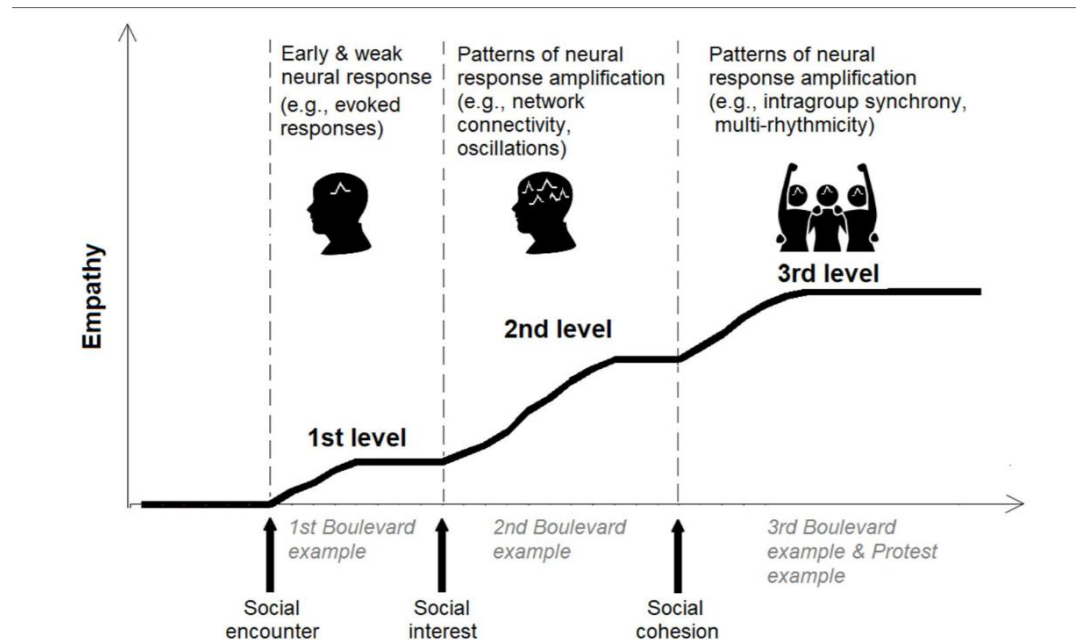 Early & weak
neural response
(e.g., evoked
responses)
Patterns of neural
response amplification
(e.g., network
connectivity,
oscillations)
Patterns of neural
response amplification
(e.g., intragroup synchrony,
multi-rhythmicity)
Empathy
1st level
2nd level
3rd level
1st Boulevard
example
2nd Boulevard
example
3rd Boulevard
example & Protest
example
Social
encounter
Social
interest
Social
cohesion